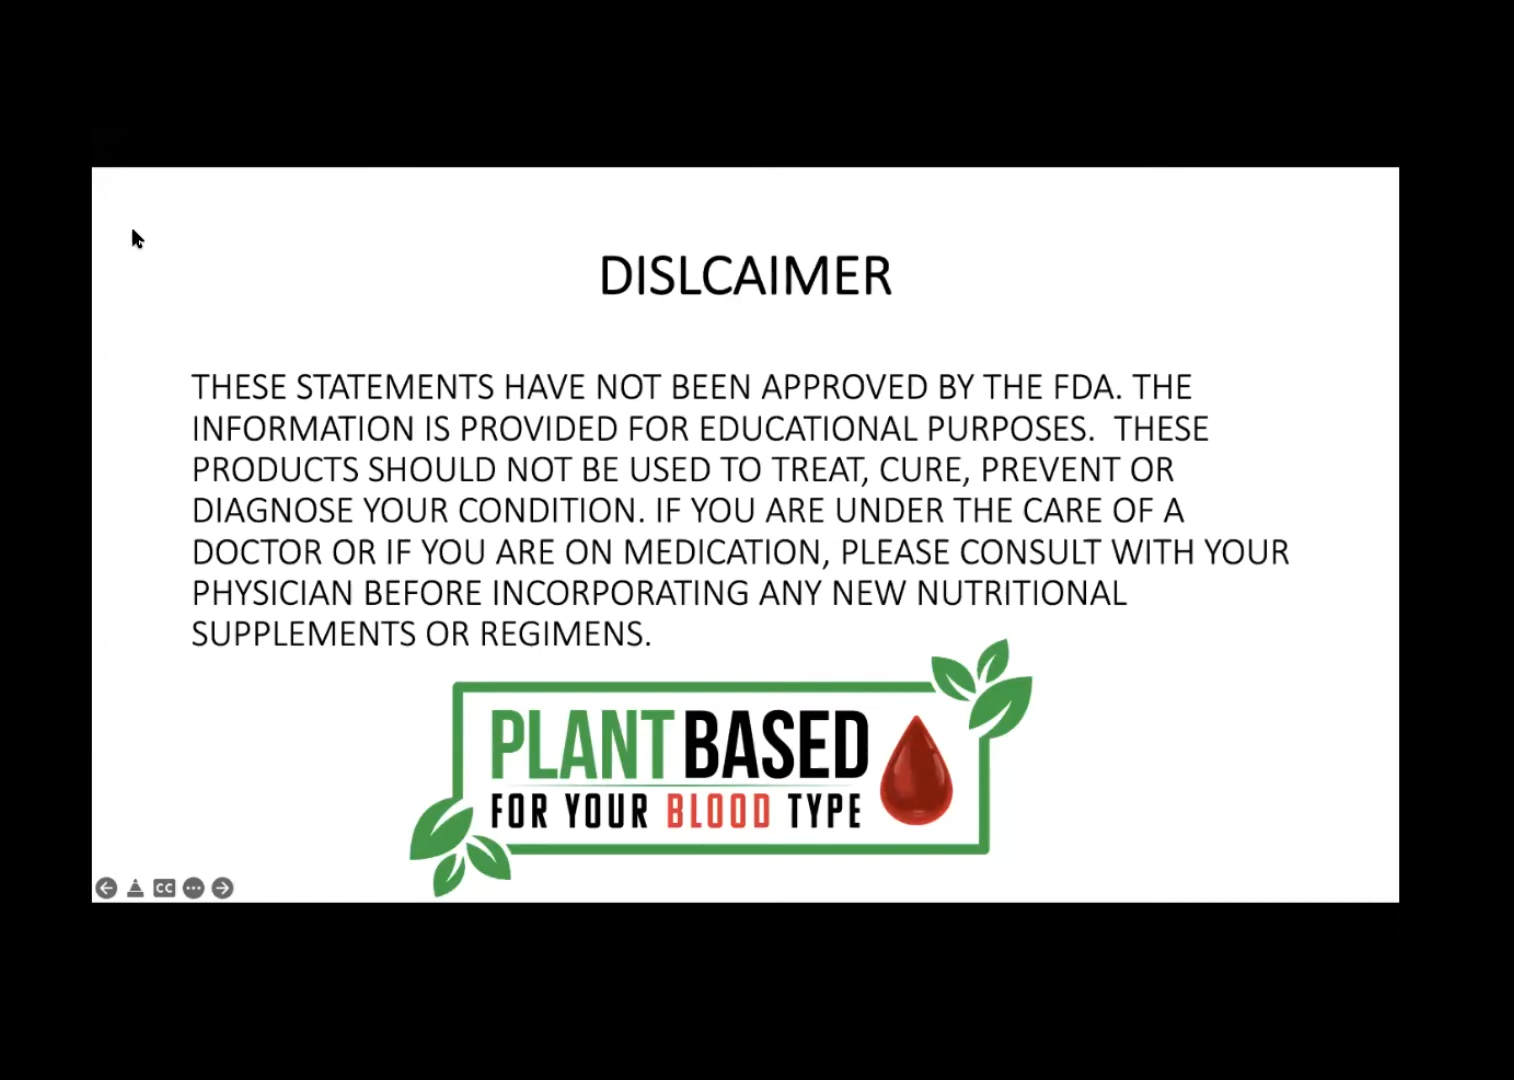 DISLCAIMER
THESE STATEMENTS HAVE NOT BEEN APPROVED BY THE FDA. THE
INFORMATION IS PROVIDED FOR EDUCATIONAL PURPOSES.  THESE
PRODUCTS SHOULD NOT BE USED TO TREAT, CURE, PREVENT OR
DIAGNOSE YOUR CONDITION. IF YOU ARE UNDER THE CARE OF A
DOCTOR OR IF YOU ARE ON MEDICATION, PLEASE CONSULT WITH YOUR
PHYSICIAN BEFORE INCORPORATING ANY NEW NUTRITIONAL
SUPPLEMENTS OR REGIMENS.
PLANT BASED
FOR YOUR BLOOD TYPE
CC